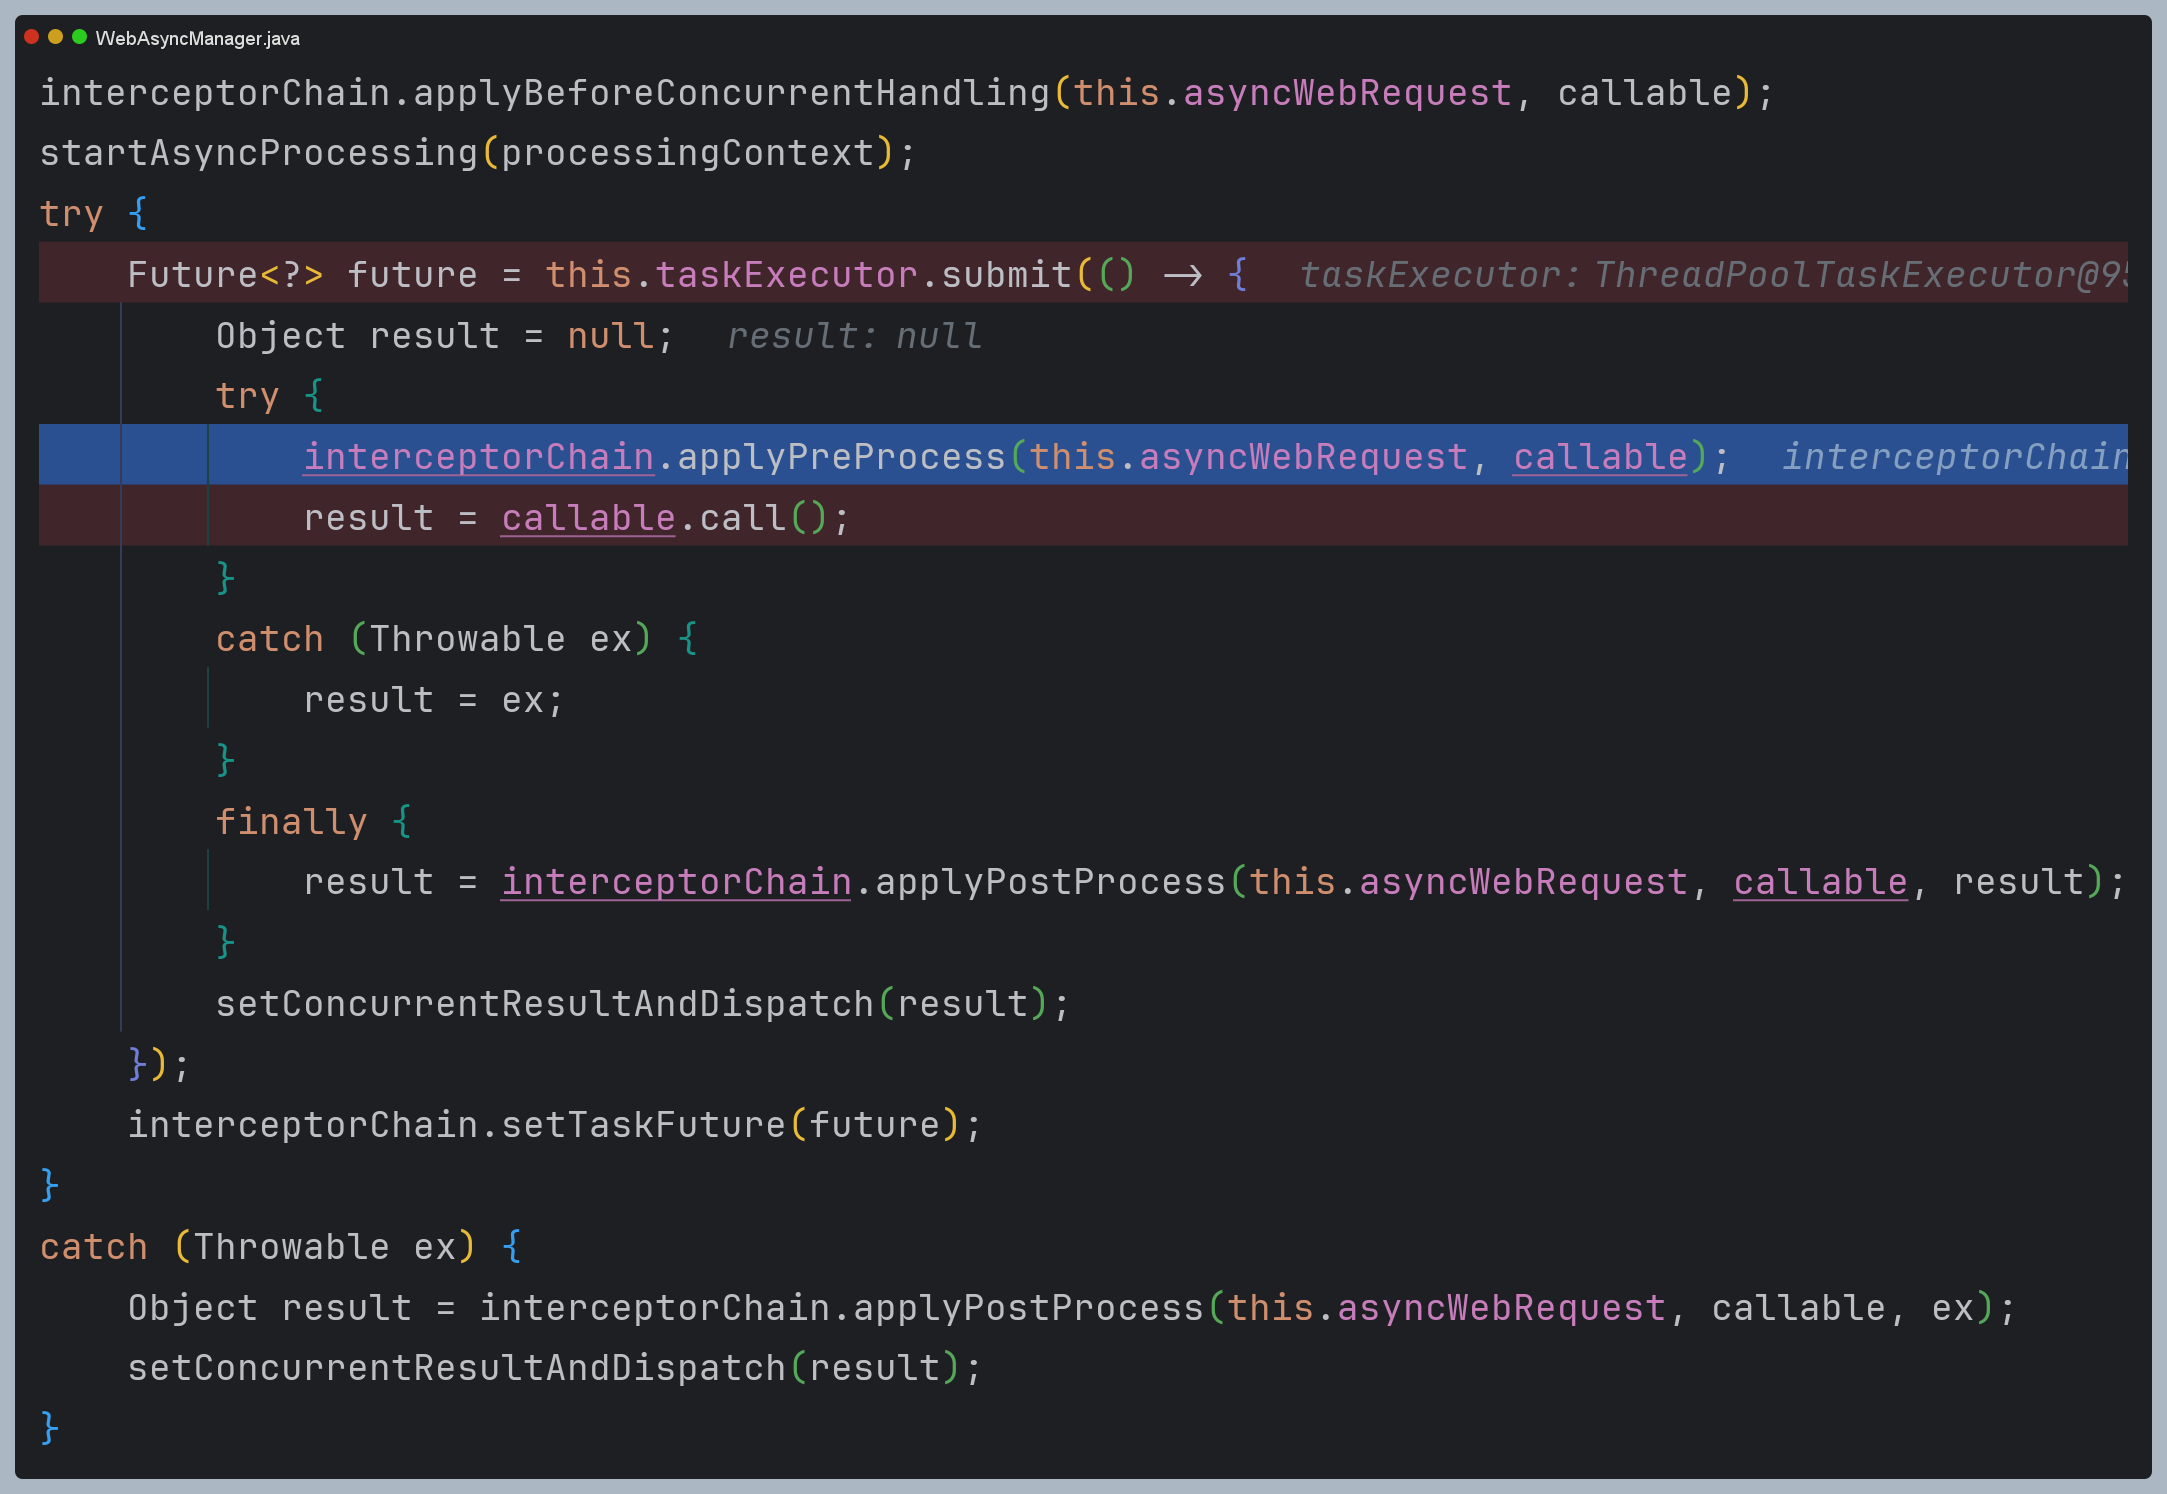 WebAsyncManager.java
interceptorChain.applyBeforeConcurrentHandling(this.asyncWebRequest, callable);
startAsyncProcessing(processingContext);
try {
    Future<?> future = this.taskExecutor.submit(() -> {  taskExecutor: ThreadPoolTaskExecutor@95
        Object result = null;  result: null
        try {
            interceptorChain.applyPreProcess(this.asyncWebRequest, callable);  interceptorChain
            result = callable.call();
        }
        catch (Throwable ex) {
            result = ex;
        }
        finally {
            result = interceptorChain.applyPostProcess(this.asyncWebRequest, callable, result);
        }
        setConcurrentResultAndDispatch(result);
    });
    interceptorChain.setTaskFuture(future);
}
catch (Throwable ex) {
    Object result = interceptorChain.applyPostProcess(this.asyncWebRequest, callable, ex);
    setConcurrentResultAndDispatch(result);
}